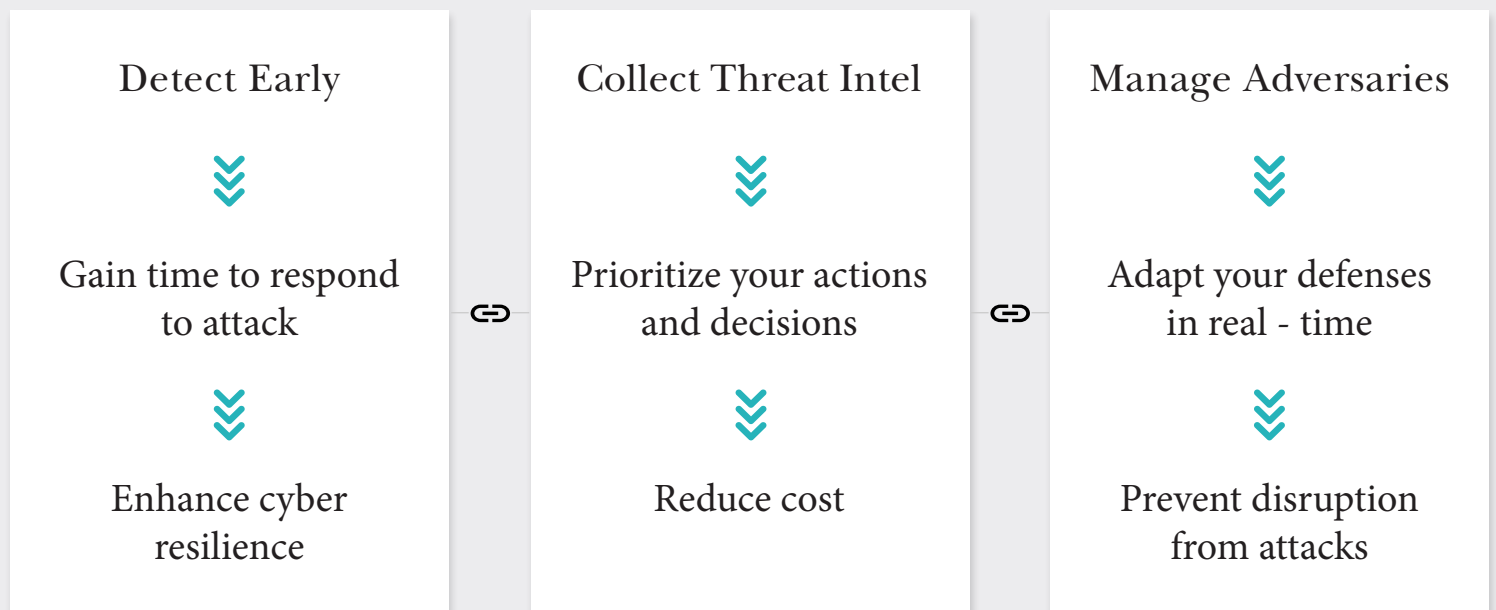 Detect Early
Gain time to respond
to attack
Enhance cyber
resilience
Collect Threat Intel
Prioritize your actions
and decisions
Reduce cost
Manage Adversaries
Adapt your defenses
in real - time
Prevent disruption
from attacks